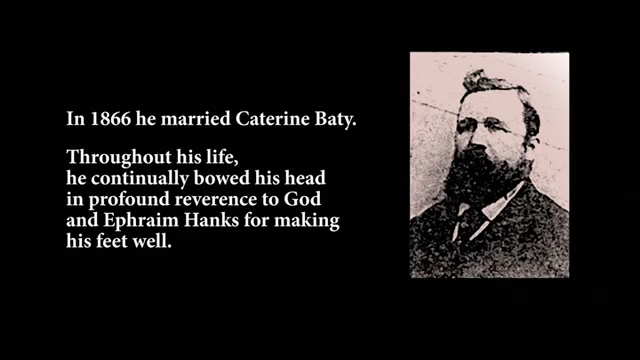 In 1866 he married Caterine Baty.
Throughout his life,
he continually bowed his head
in profound reverence to God
and Ephraim Hanks for making
his feet well.